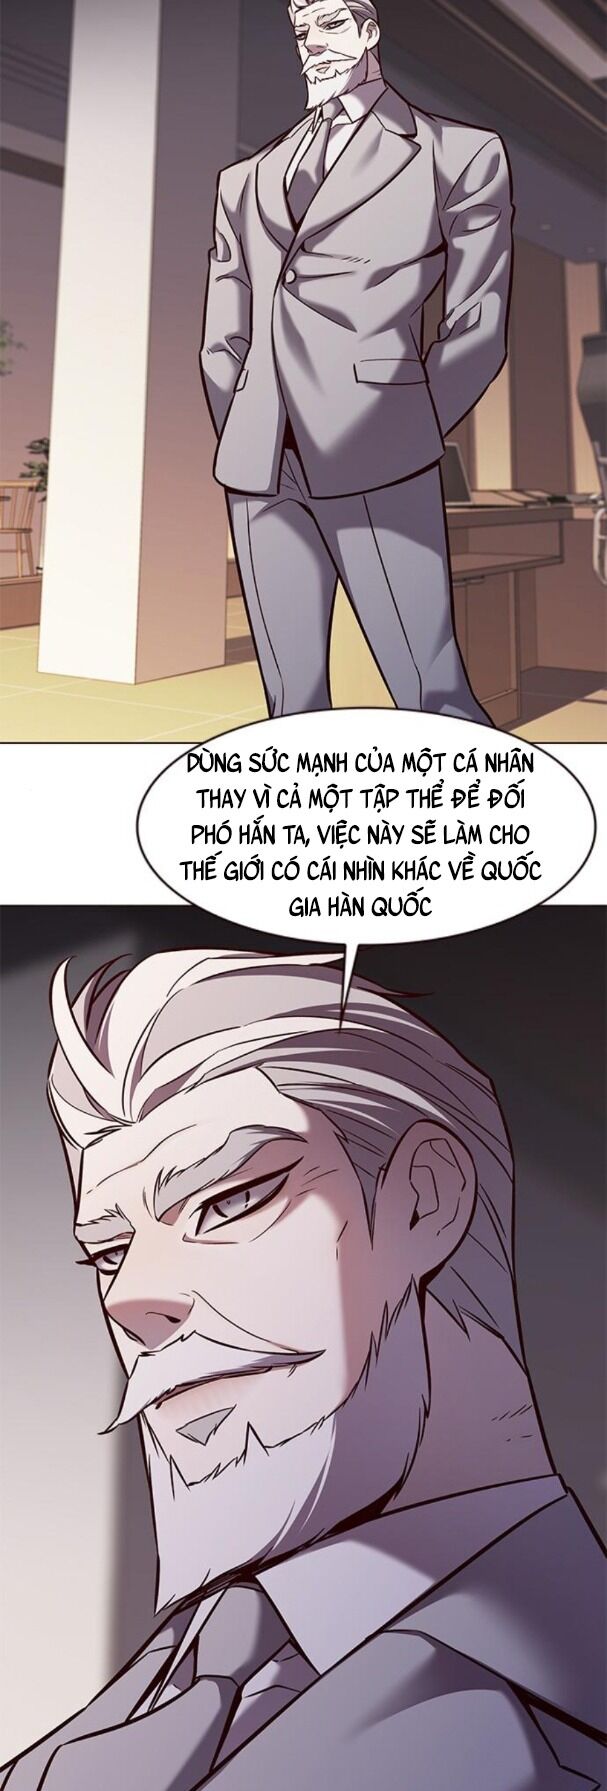 DÙNG SỨC MẠNH CỦA MỘT CÁ NHÂN
THAY VÌ CẢ MỘT TẬP THỂ ĐỂ ĐỐI
PHÓ HẮN TA, VIỆC NÀY SẼ LÀM CHO
THẾ GIỚI CÓ CÁI NHÌN KHÁC VỀ QUỐC
GIA HÀN QUỐC